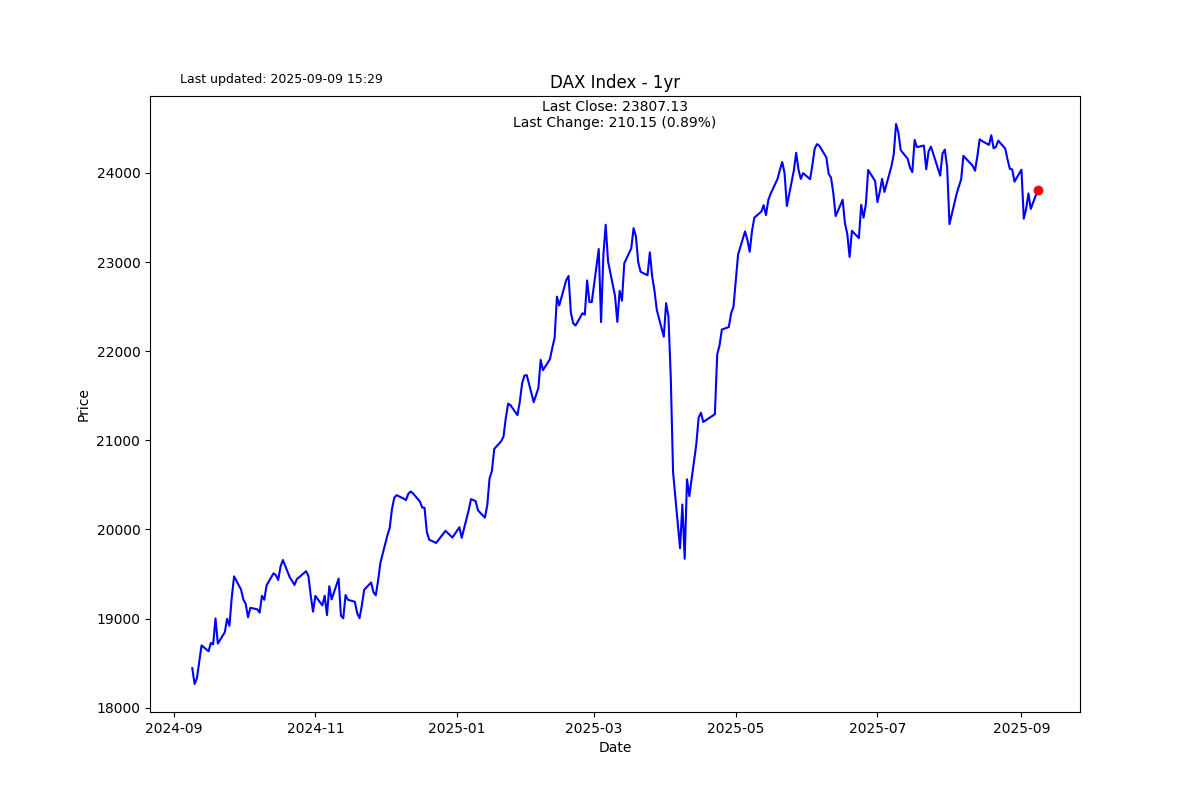 Last updated: 2025-09-09 15:29
DAX Index - 1yr
Last Close: 23807.13
Last Change: 210.15 (0.89%)
Price
24000
23000
22000
21000
20000
19000
18000
2024-09
2024-11
2025-01
2025-03
2025-05
2025-07
2025-09
Date